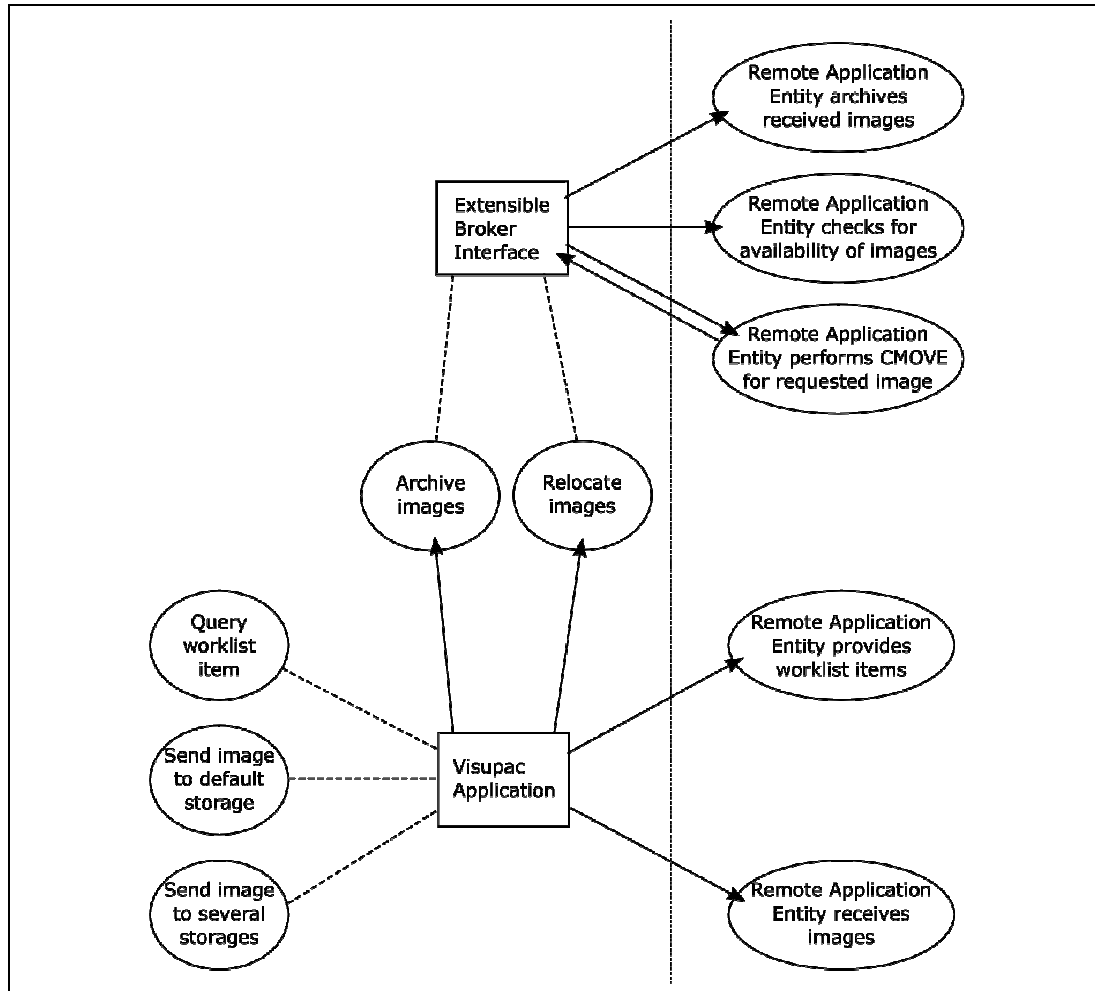 Remote Application
Entity archives
received images
Extensible
Broker
Interface
Remote Application
Entity checks for
availability of images
Remote Application
Entity performs CMOVE
for requested image
Archive
images
Relocate
images
Query
worklist
item
Remote Application
Entity provides
worklist items
Send image
to default
storage
Visupac
Application
Send image
to several
storages
Remote Application
Entity receives
images